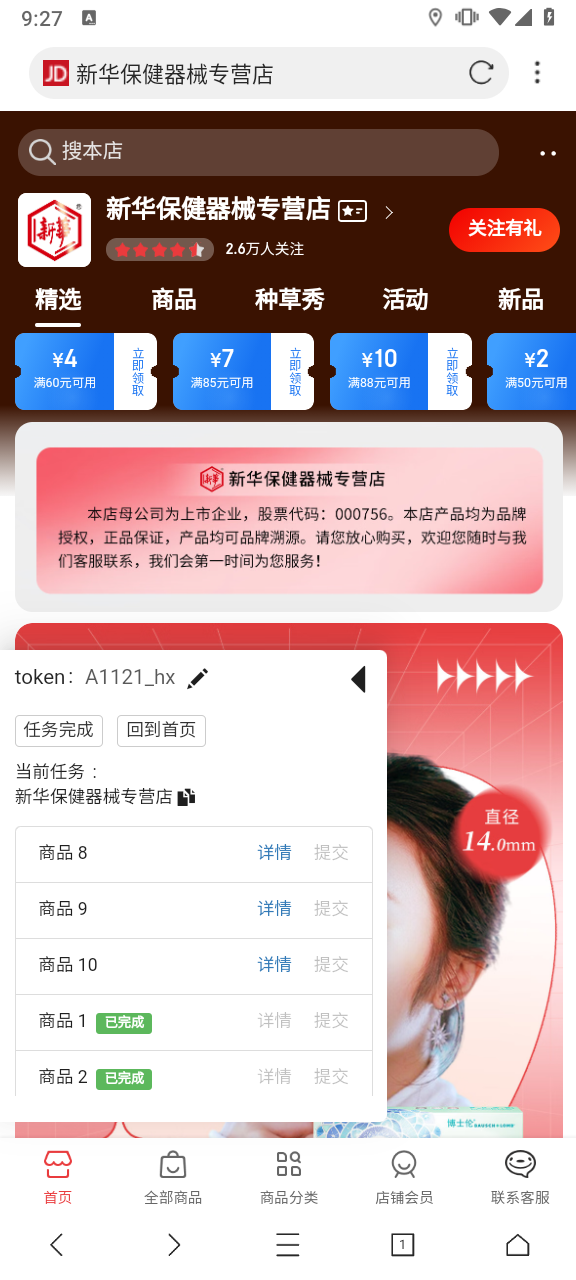 9:27
A
JD 新华保健器械专营店
搜本店
新华
新华保健器械专营店
2.6万人关注
关注有礼
精选 商品 种草秀 活动 新品
¥4 满60元可用 立即领取
¥7 满85元可用 立即领取
¥10 满88元可用 立即领取
¥2 满50元可用
新华 新华保健器械专营店
本店母公司为上市企业，股票代码：000756。本店产品均为品牌
授权，正品保证，产品均可品牌溯源。请您放心购买，欢迎您随时与我
们客服联系，我们会第一时间为您服务！
token：A1121_hx
任务完成 回到首页
当前任务 ：
新华保健器械专营店
商品 8 详情 提交
商品 9 详情 提交
商品 10 详情 提交
商品 1 已完成 详情 提交
商品 2 已完成 详情 提交
直径
14.0mm
博士伦 BAUSCH+LOMB
首页 全部商品 商品分类 店铺会员 联系客服
1